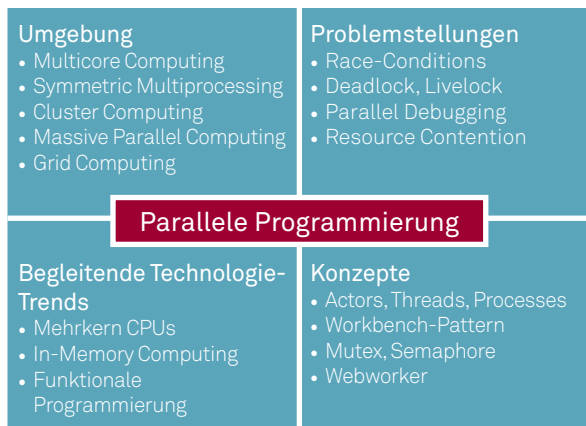 Umgebung
• Multicore Computing
• Symmetric Multiprocessing
• Cluster Computing
• Massive Parallel Computing
• Grid Computing
Problemstellungen
• Race-Conditions
• Deadlock, Livelock
• Parallel Debugging
• Resource Contention
Parallele Programmierung
Begleitende Technologie-
Trends
• Mehrkern CPUs
• In-Memory Computing
• Funktionale
Programmierung
Konzepte
• Actors, Threads, Processes
• Workbench-Pattern
• Mutex, Semaphore
• Webworker